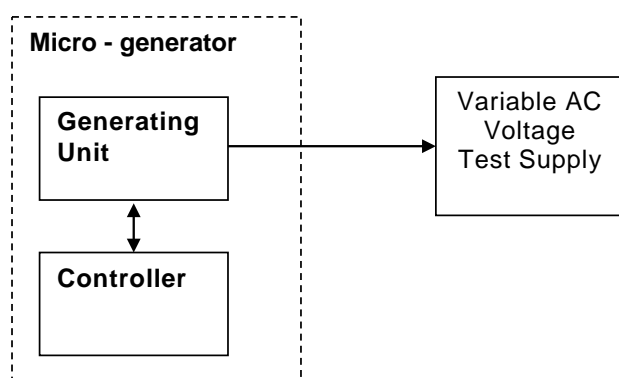 Micro - generator
Generating
Unit
Variable AC
Voltage
Test Supply
Controller